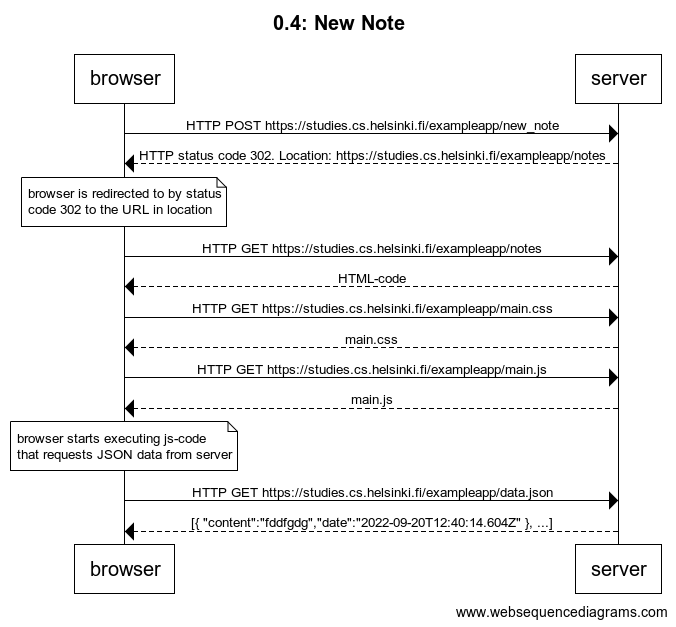 0.4: New Note
browser
server
HTTP POST https://studies.cs.helsinki.fi/exampleapp/new_note
HTTP status code 302. Location: https://studies.cs.helsinki.fi/exampleapp/notes
browser is redirected to by status
code 302 to the URL in location
HTTP GET https://studies.cs.helsinki.fi/exampleapp/notes
HTML-code
HTTP GET https://studies.cs.helsinki.fi/exampleapp/main.css
main.css
HTTP GET https://studies.cs.helsinki.fi/exampleapp/main.js
main.js
browser starts executing js-code
that requests JSON data from server
HTTP GET https://studies.cs.helsinki.fi/exampleapp/data.json
[{ "content":"fddfgdg","date":"2022-09-20T12:40:14.604Z" }, ...]
browser
server
www.websequencediagrams.com